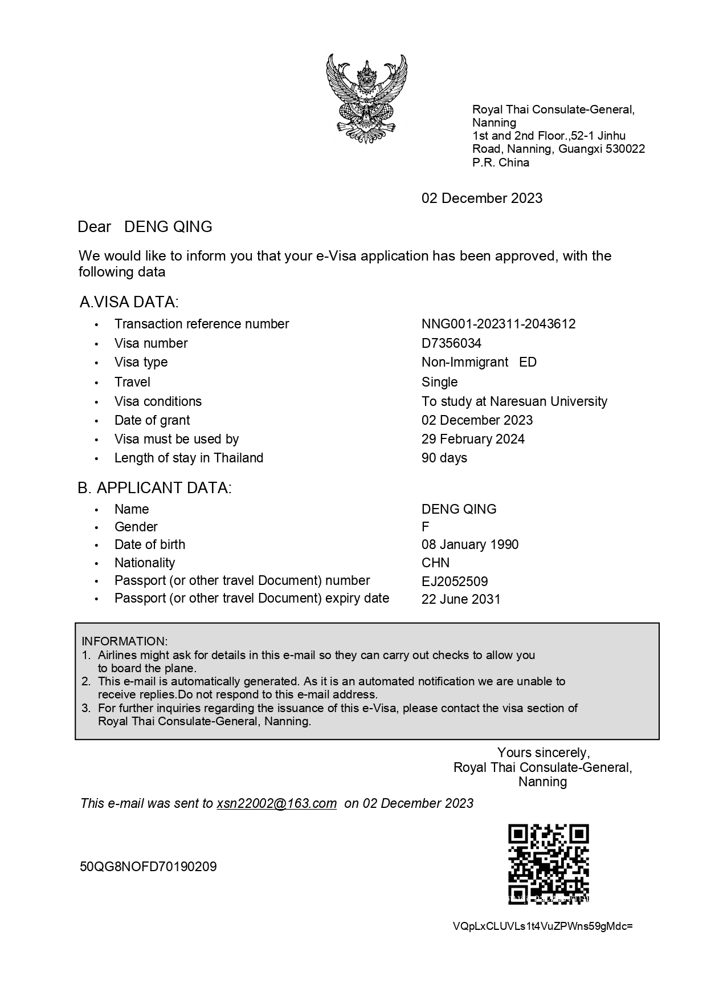 Royal Thai Consulate-General,
Nanning
1st and 2nd Floor.,52-1 Jinhu
Road, Nanning, Guangxi 530022
P.R. China
02 December 2023
Dear DENG QING
We would like to inform you that your e-Visa application has been approved, with the
following data
A.VISA DATA:
• Transaction reference number NNG001-202311-2043612
• Visa number D7356034
• Visa type Non-Immigrant ED
• Travel Single
• Visa conditions To study at Naresuan University
• Date of grant 02 December 2023
• Visa must be used by 29 February 2024
• Length of stay in Thailand 90 days
B. APPLICANT DATA:
• Name DENG QING
• Gender F
• Date of birth 08 January 1990
• Nationality CHN
• Passport (or other travel Document) number EJ2052509
• Passport (or other travel Document) expiry date 22 June 2031
INFORMATION:
1. Airlines might ask for details in this e-mail so they can carry out checks to allow you
to board the plane.
2. This e-mail is automatically generated. As it is an automated notification we are unable to
receive replies.Do not respond to this e-mail address.
3. For further inquiries regarding the issuance of this e-Visa, please contact the visa section of
Royal Thai Consulate-General, Nanning.
Yours sincerely,
Royal Thai Consulate-General,
Nanning
This e-mail was sent to xsn22002@163.com on 02 December 2023
50QG8NOFD70190209
VQpLxCLUVLs1t4VuZPWns59gMdc=